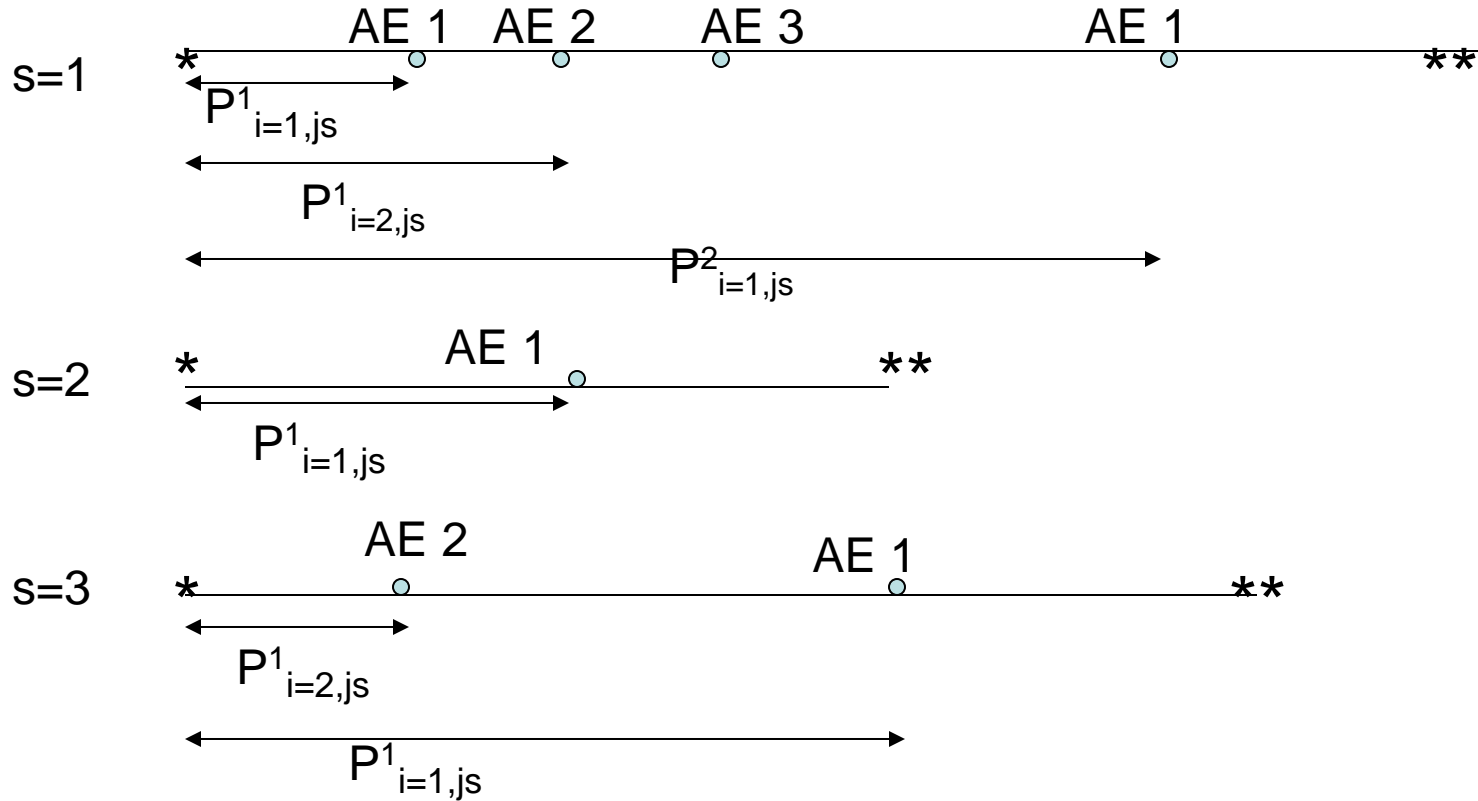 AE 1 AE 2 AE 3 AE 1
s=1 * **
P¹i=1,js
P¹i=2,js
P²i=1,js
AE 1
s=2 * **
P¹i=1,js
AE 2 AE 1
s=3 * **
P¹i=2,js
P¹i=1,js